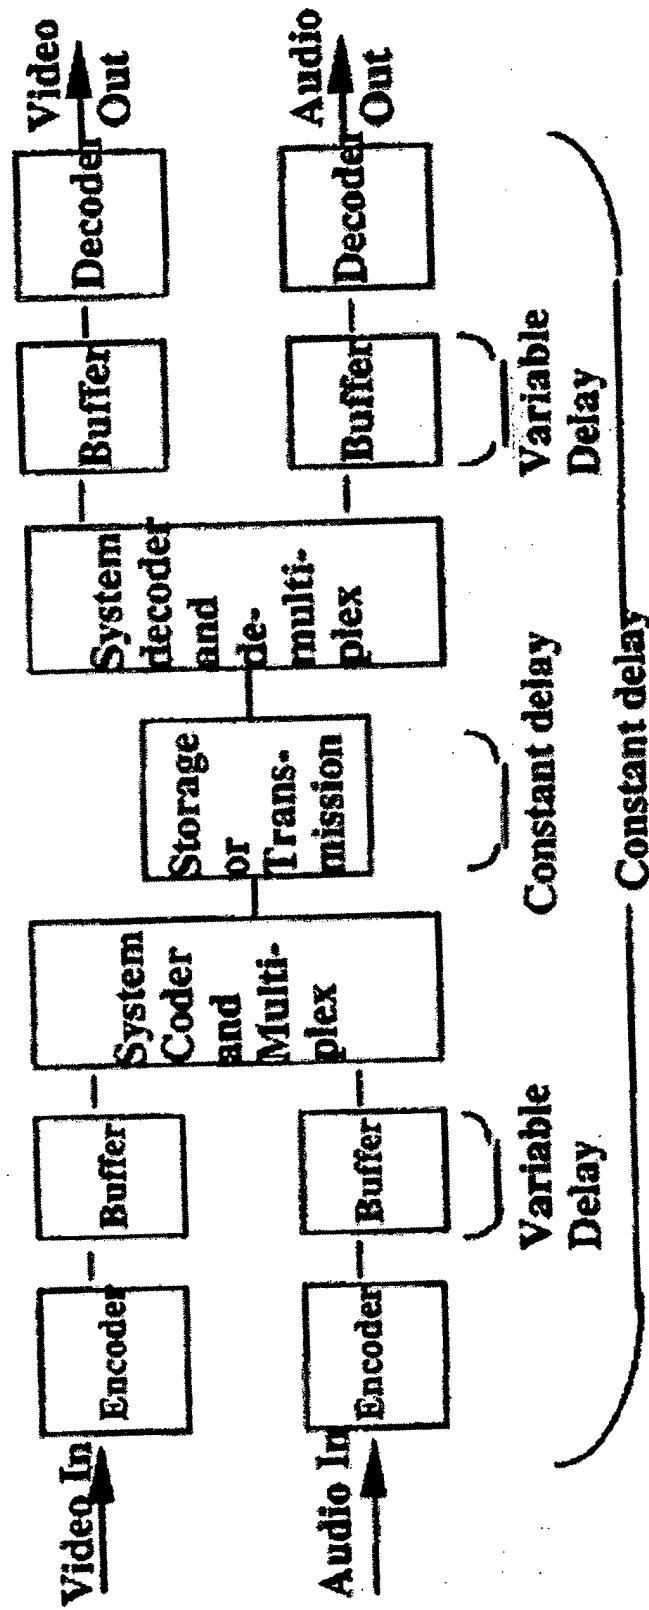 Video In
Encoder
Buffer
System
Coder
and
Multi-
plex
Storage
or
Trans-
mission
System
decoder
and
de-
multi-
plex
Buffer
Decoder
Video
Out
Audio In
Encoder
Buffer
Buffer
Decoder
Audio
Out
Variable
Delay
Constant delay
Variable
Delay
Constant delay